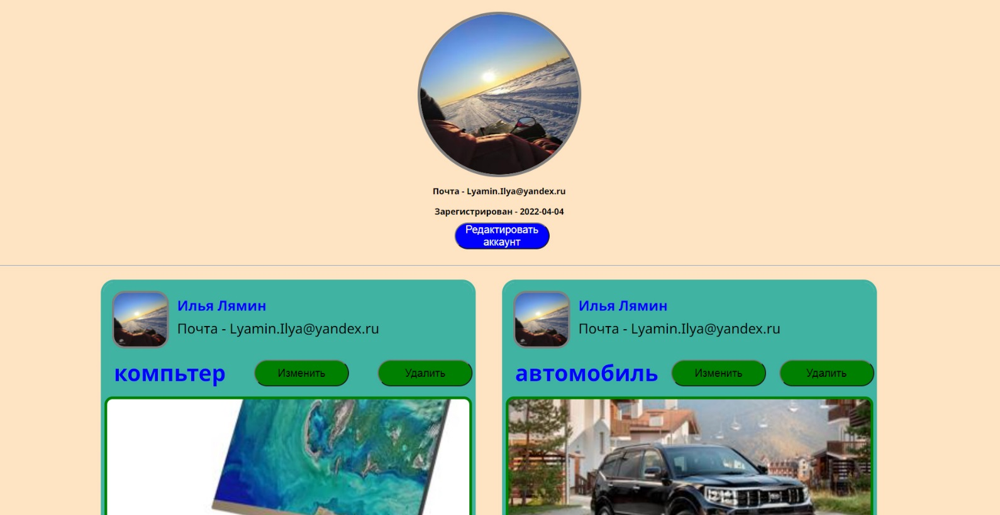 Почта - Lyamin.Ilya@yandex.ru
Зарегистрирован - 2022-04-04
Редактировать
аккаунт
Илья Лямин
Почта - Lyamin.Ilya@yandex.ru
компьтер
Изменить
Удалить
Илья Лямин
Почта - Lyamin.Ilya@yandex.ru
автомобиль
Изменить
Удалить